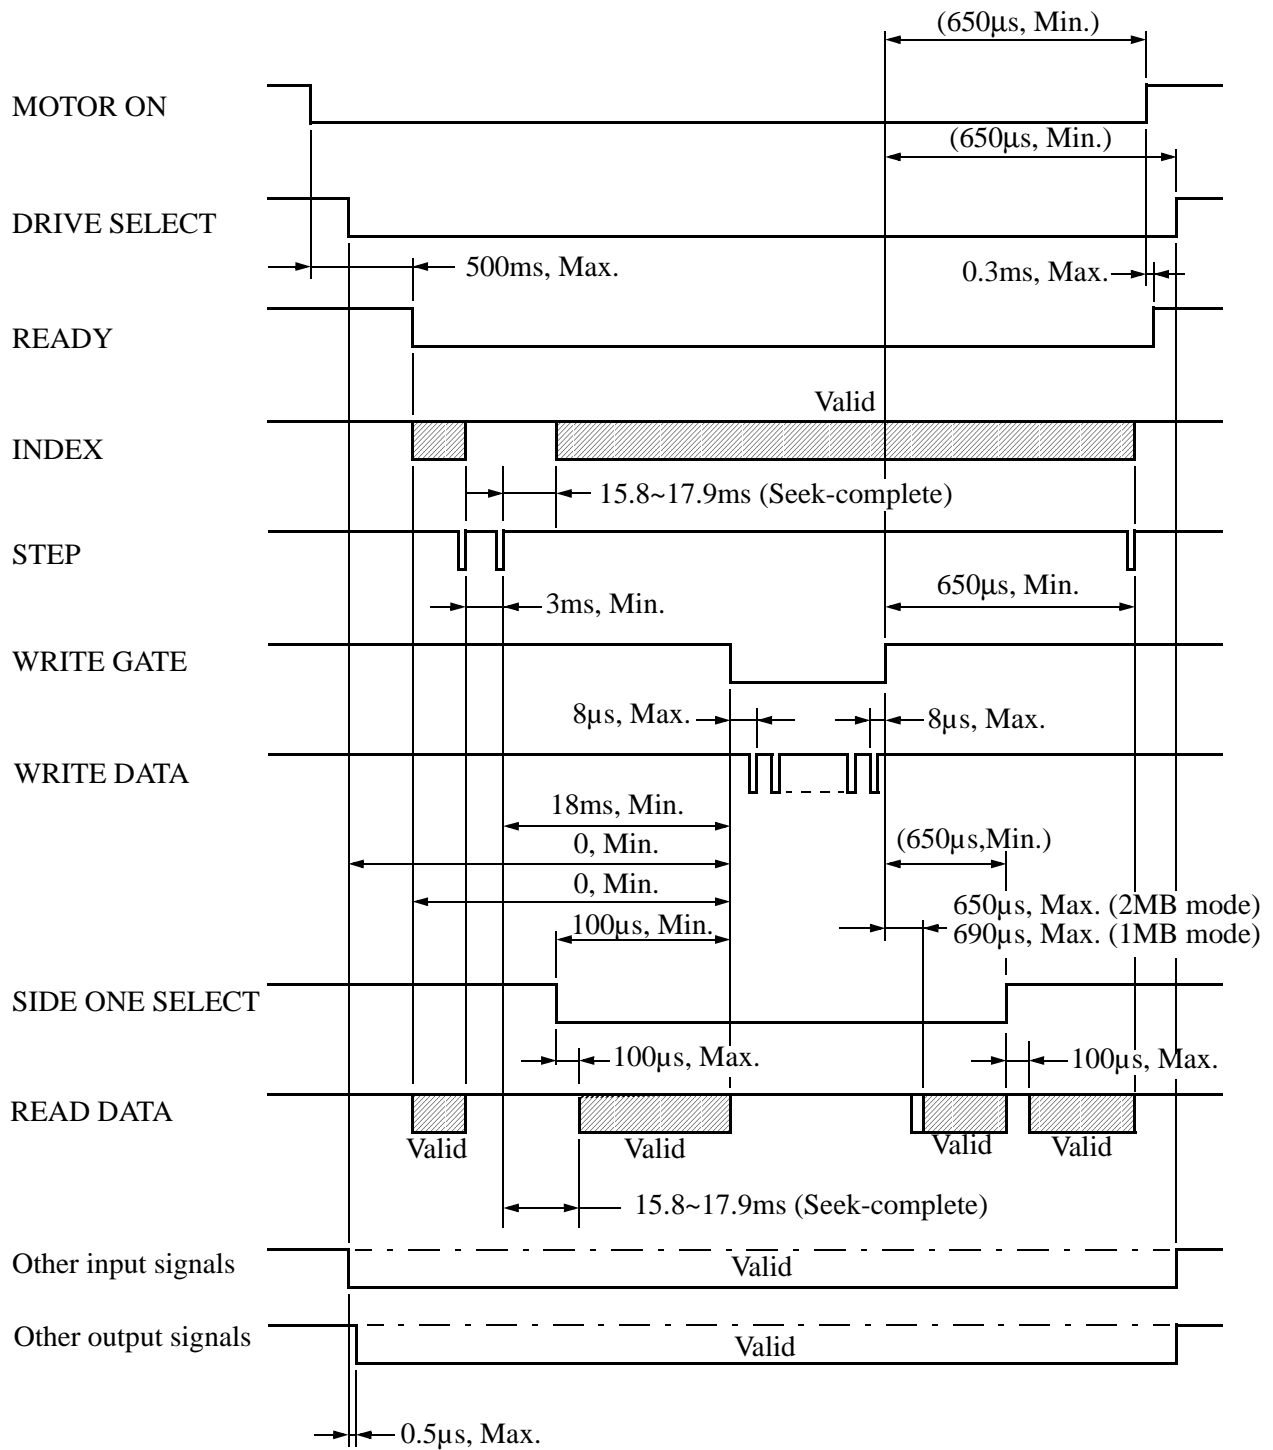 (650µs, Min.)
MOTOR ON
(650µs, Min.)
DRIVE SELECT
500ms, Max.
0.3ms, Max.
READY
Valid
INDEX
15.8~17.9ms (Seek-complete)
STEP
3ms, Min.
650µs, Min.
WRITE GATE
8µs, Max.
8µs, Max.
WRITE DATA
18ms, Min.
0, Min.
(650µs,Min.)
0, Min.
650µs, Max. (2MB mode)
100µs, Min.
690µs, Max. (1MB mode)
SIDE ONE SELECT
100µs, Max.
100µs, Max.
READ DATA
Valid
Valid
Valid
Valid
15.8~17.9ms (Seek-complete)
Other input signals
Valid
Other output signals
Valid
0.5µs, Max.